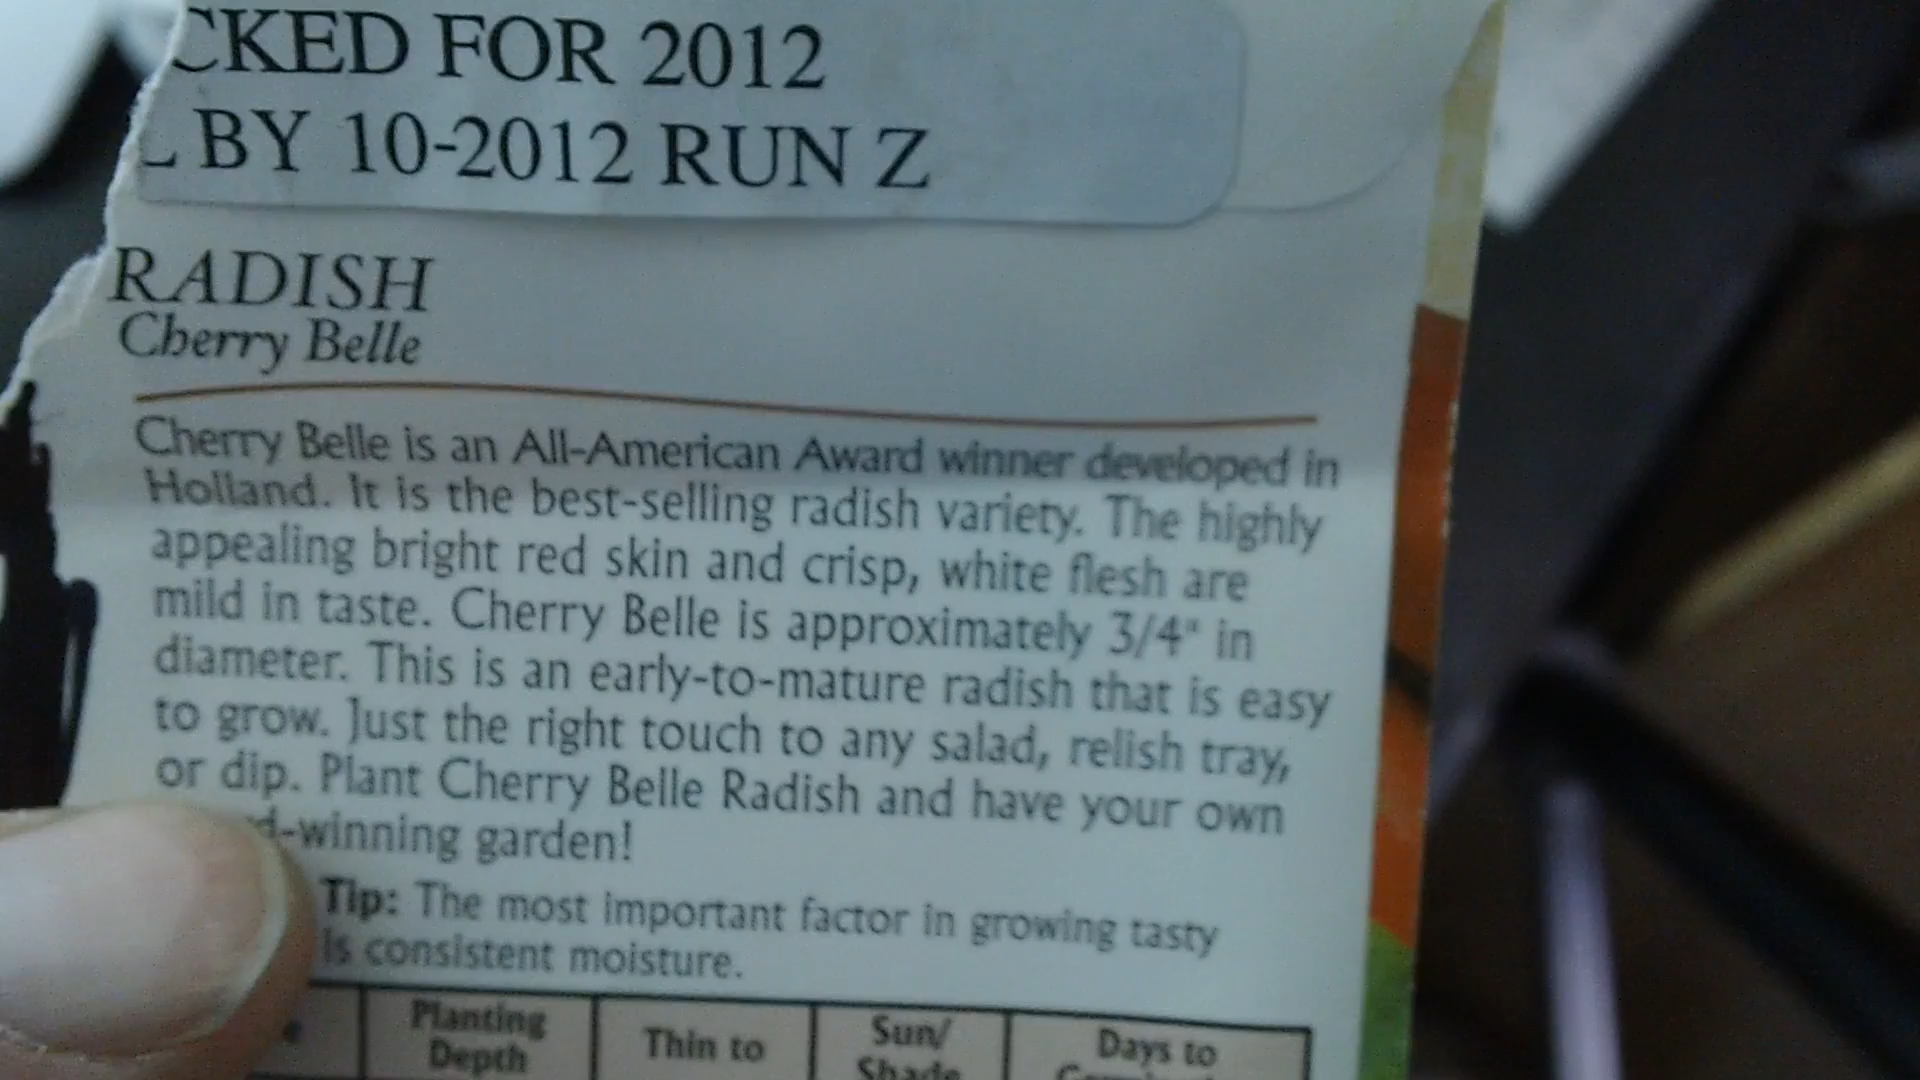 CKED FOR 2012
L BY 10-2012 RUN Z
RADISH
Cherry Belle
Cherry Belle is an All-American Award winner developed in
Holland. It is the best-selling radish variety. The highly
appealing bright red skin and crisp, white flesh are
mild in taste. Cherry Belle is approximately 3/4" in
diameter. This is an early-to-mature radish that is easy
to grow. Just the right touch to any salad, relish tray,
or dip. Plant Cherry Belle Radish and have your own
d-winning garden!
Tip: The most important factor in growing tasty
is consistent moisture.
Planting Depth
Thin to
Sun/ Shade
Days to